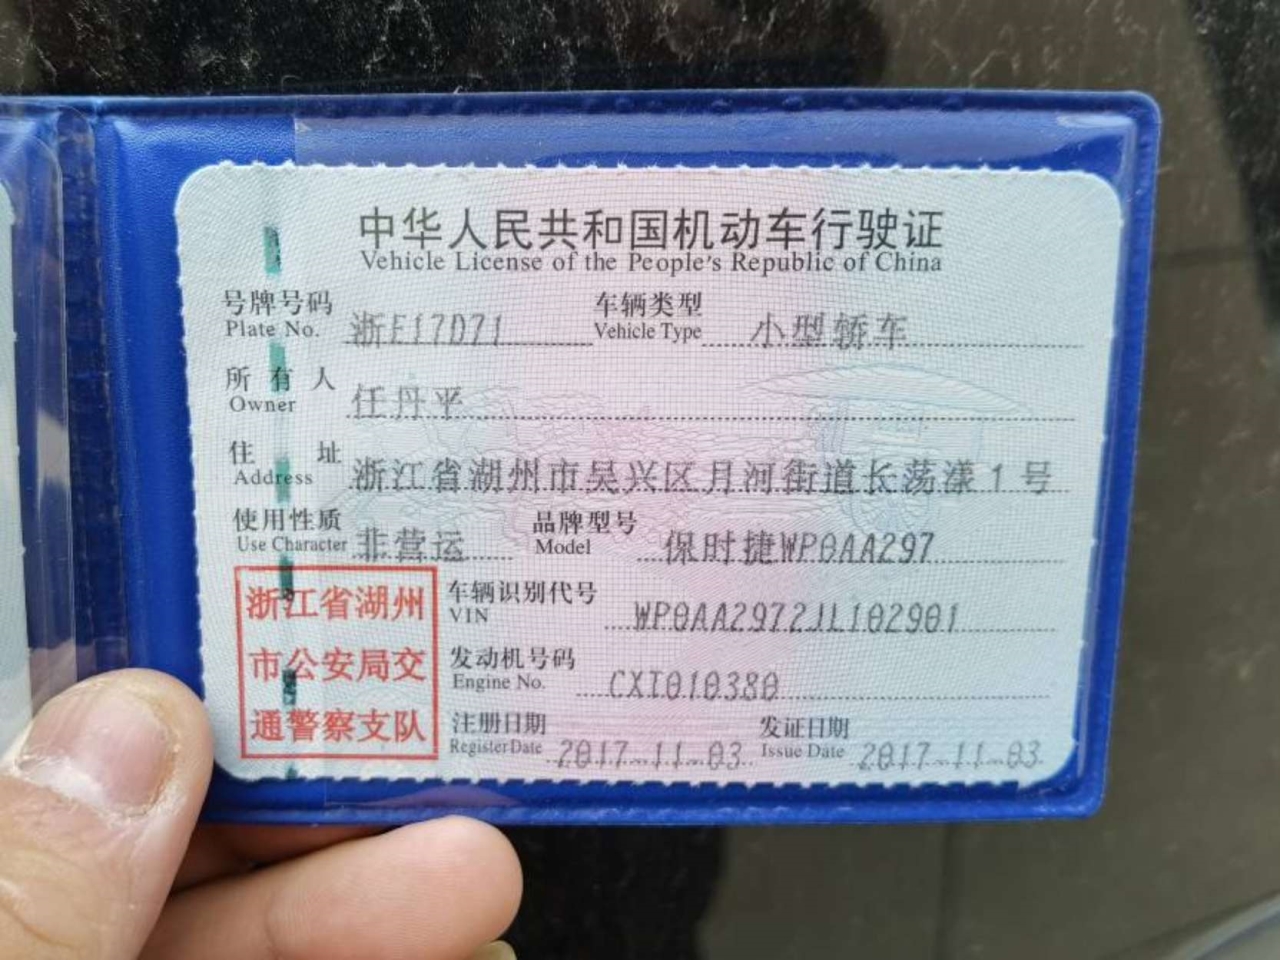 中华人民共和国机动车行驶证
Vehicle License of the People's Republic of China
号牌号码 浙E17D71 车辆类型 小型轿车
Plate No. Vehicle Type
所有人 任丹平
Owner
住址 浙江省湖州市吴兴区月河街道长荡漾1号
Address
使用性质 非营运 品牌型号 保时捷WP0AA297
Use Character Model
浙江省湖州
市公安局交
通警察支队
车辆识别代号 WP0AA2972JL102901
VIN
发动机号码 CXT010380
Engine No.
注册日期 2017-11-03 发证日期 2017-11-03
Register Date Issue Date